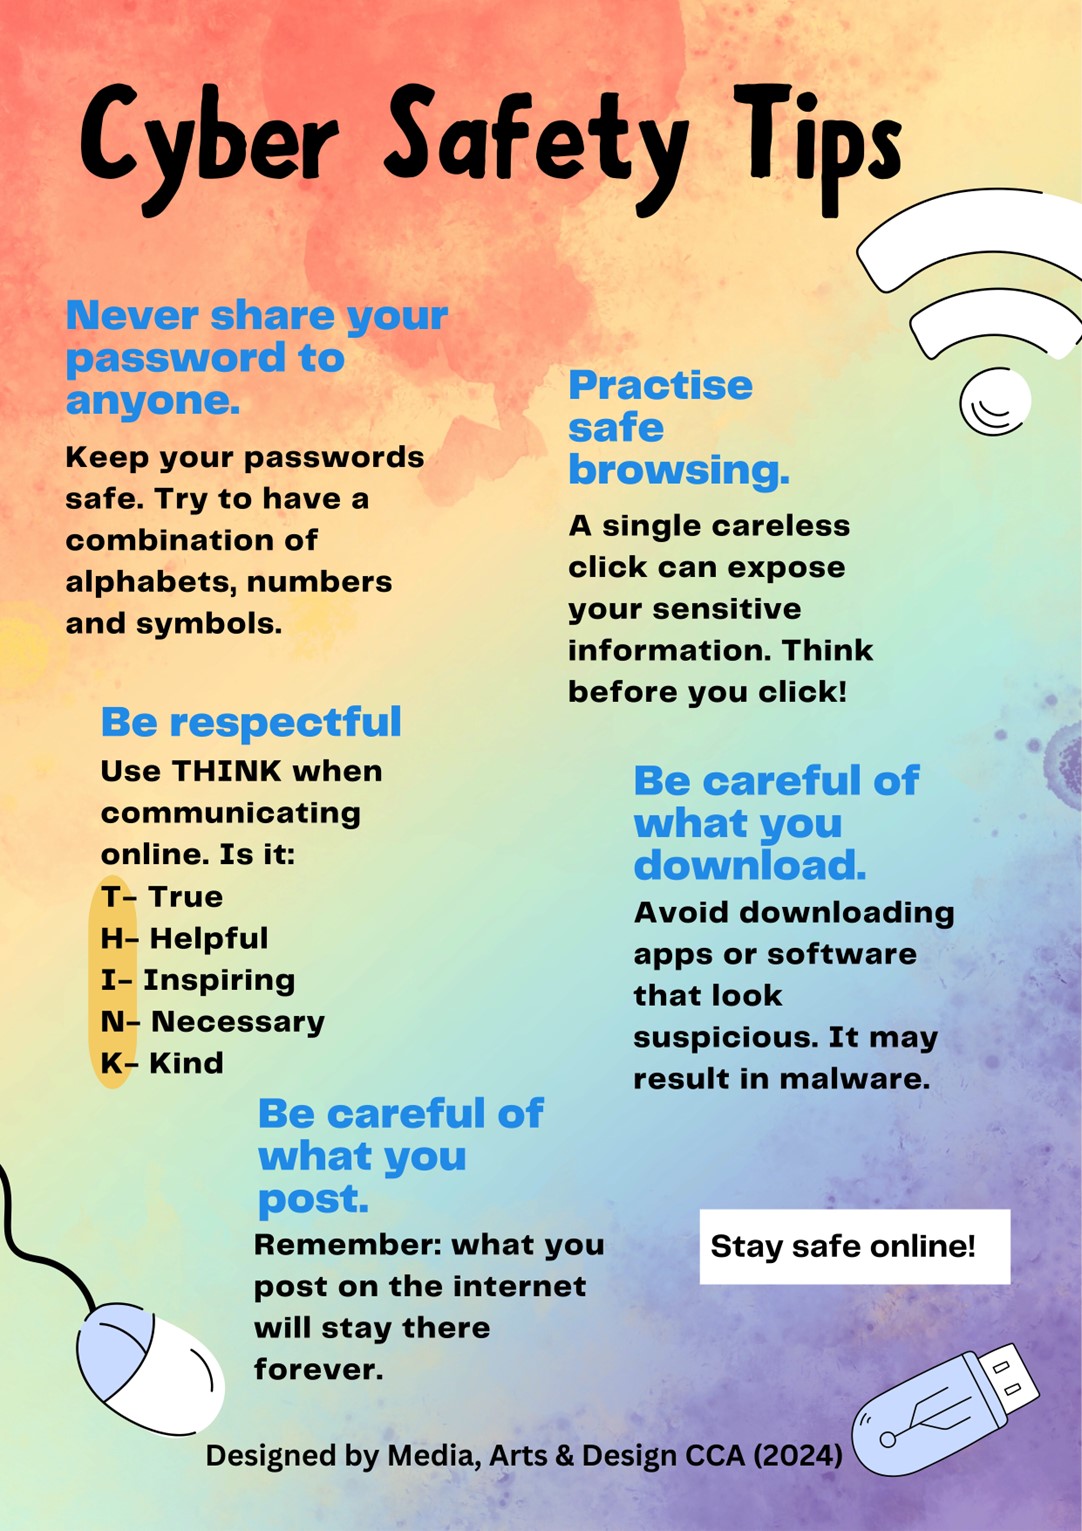 Cyber Safety Tips
Never share your
password to
anyone.
Keep your passwords
safe. Try to have a
combination of
alphabets, numbers
and symbols.
Practise
safe
browsing.
A single careless
click can expose
your sensitive
information. Think
before you click!
Be respectful
Use THINK when
communicating
online. Is it:
T- True
H- Helpful
I- Inspiring
N- Necessary
K- Kind
Be careful of
what you
download.
Avoid downloading
apps or software
that look
suspicious. It may
result in malware.
Be careful of
what you
post.
Remember: what you
post on the internet
will stay there
forever.
Stay safe online!
Designed by Media, Arts & Design CCA (2024)